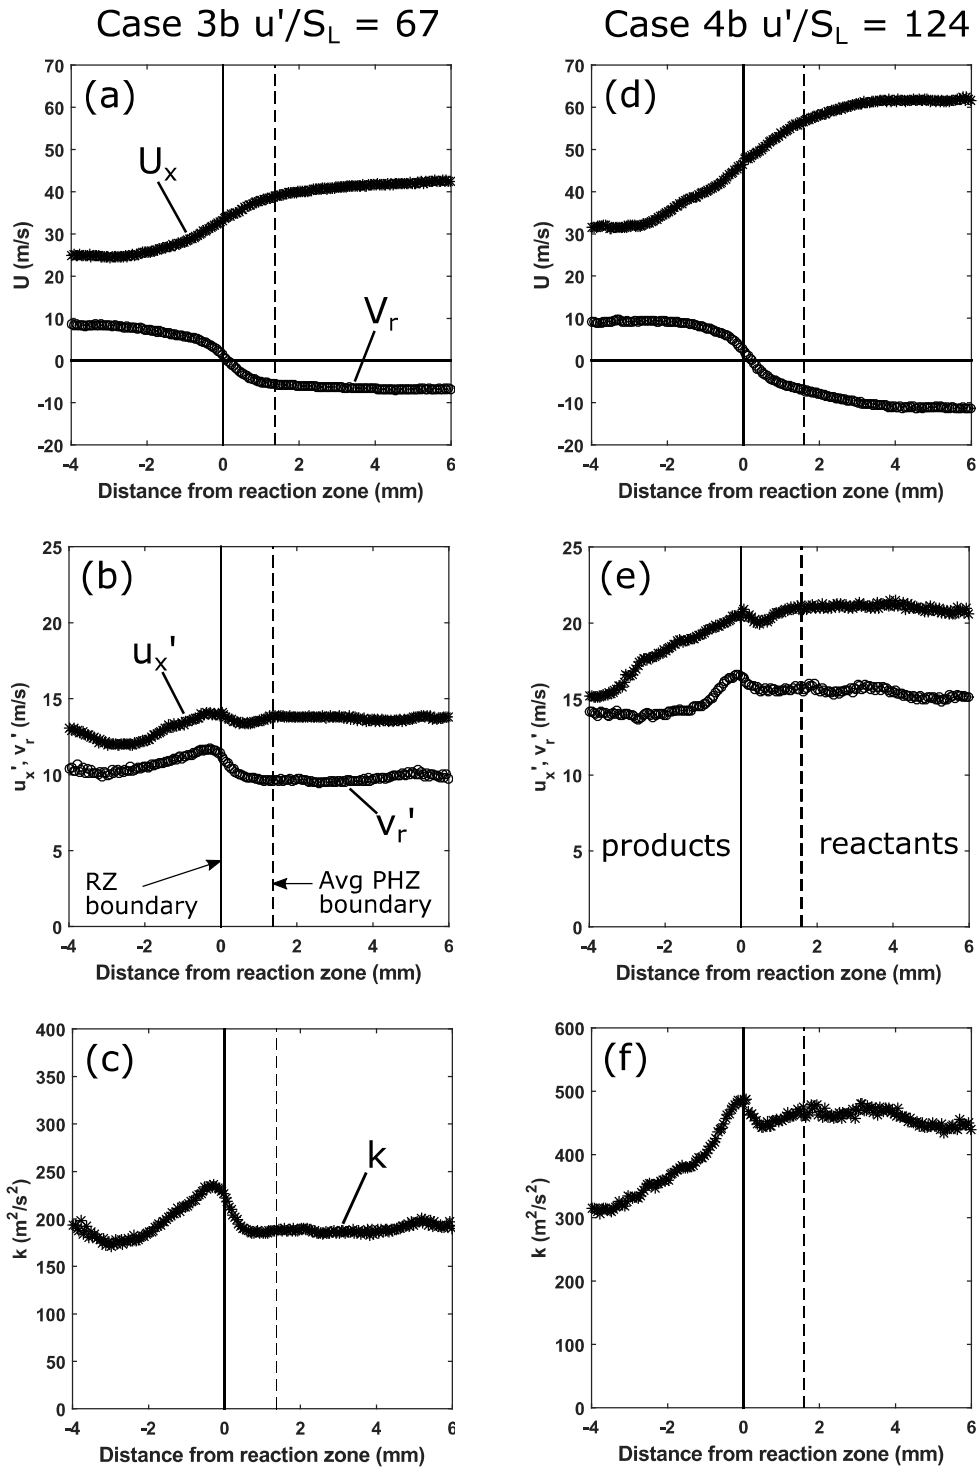 Case 3b u'/S_L = 67
Case 4b u'/S_L = 124
(a)
70
60
50
40
30
20
10
0
-10
-20
U (m/s)
U_x
V_r
-4 -2 0 2 4 6
Distance from reaction zone (mm)
(d)
70
60
50
40
30
20
10
0
-10
-20
U (m/s)
-4 -2 0 2 4 6
Distance from reaction zone (mm)
(b)
25
20
15
10
5
0
u_x', v_r' (m/s)
u_x'
v_r'
RZ
boundary
Avg PHZ
boundary
-4 -2 0 2 4 6
Distance from reaction zone (mm)
(e)
25
20
15
10
5
0
u_x', v_r' (m/s)
products
reactants
-4 -2 0 2 4 6
Distance from reaction zone (mm)
(c)
400
350
300
250
200
150
100
50
0
k (m²/s²)
k
-4 -2 0 2 4 6
Distance from reaction zone (mm)
(f)
600
500
400
300
200
100
0
k (m²/s²)
-4 -2 0 2 4 6
Distance from reaction zone (mm)